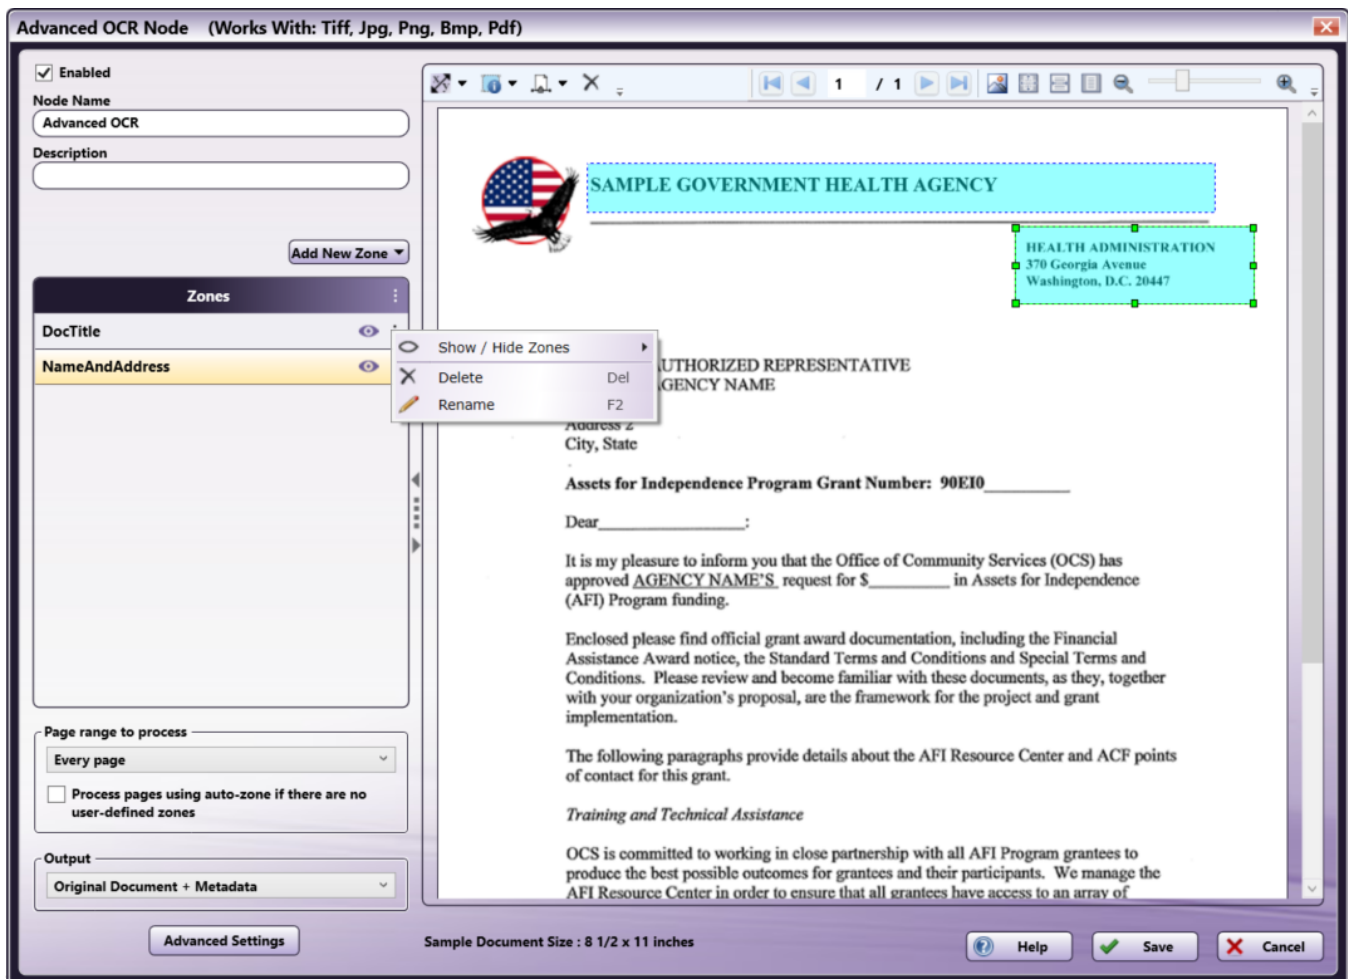 Advanced OCR Node (Works With: Tiff, Jpg, Png, Bmp, Pdf)
Enabled
Node Name
Advanced OCR
Description
Add New Zone
Zones
DocTitle
NameAndAddress
Show / Hide Zones
Delete Del
Rename F2
Page range to process
Every page
Process pages using auto-zone if there are no
user-defined zones
Output
Original Document + Metadata
Advanced Settings
1 / 1
SAMPLE GOVERNMENT HEALTH AGENCY
HEALTH ADMINISTRATION
370 Georgia Avenue
Washington, D.C. 20447
UTHORIZED REPRESENTATIVE
GENCY NAME
Address 2
City, State
Assets for Independence Program Grant Number: 90EI0__________
Dear_________________:
It is my pleasure to inform you that the Office of Community Services (OCS) has
approved AGENCY NAME'S request for $__________ in Assets for Independence
(AFI) Program funding.
Enclosed please find official grant award documentation, including the Financial
Assistance Award notice, the Standard Terms and Conditions and Special Terms and
Conditions. Please review and become familiar with these documents, as they, together
with your organization's proposal, are the framework for the project and grant
implementation.
The following paragraphs provide details about the AFI Resource Center and ACF points
of contact for this grant.
Training and Technical Assistance
OCS is committed to working in close partnership with all AFI Program grantees to
produce the best possible outcomes for grantees and their participants. We manage the
AFI Resource Center in order to ensure that all grantees have access to an array of
Sample Document Size : 8 1/2 x 11 inches
Help
Save
Cancel